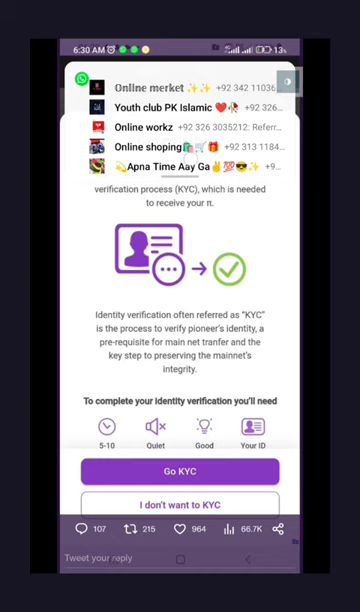 6:30 AM
13%
𝕆𝕟𝕝𝕚𝕟𝕖 𝕞𝕖𝕣𝕜𝕖𝕥 ✨✨ +92 342 11036...
Youth club PK Islamic ❤️🥀 +92 326...
Online workz +92 326 3035212: Referr...
Online shoping 🛍️🛒🎁 +92 313 1184...
💫Apna Time Aay Ga✌️💯😎✨ +9...
verification process (KYC), which is needed
to receive your π.
Identity verification often referred as “KYC”
is the process to verify pioneer's identity, a
pre-requisite for main net tranfer and
the key step to preserving the mainnet's
integrity.
To complete your identity verification you'll need
5-10 Quiet Good Your ID
Go KYC
I don't want to KYC
107 215 964 66.7K
Tweet your reply